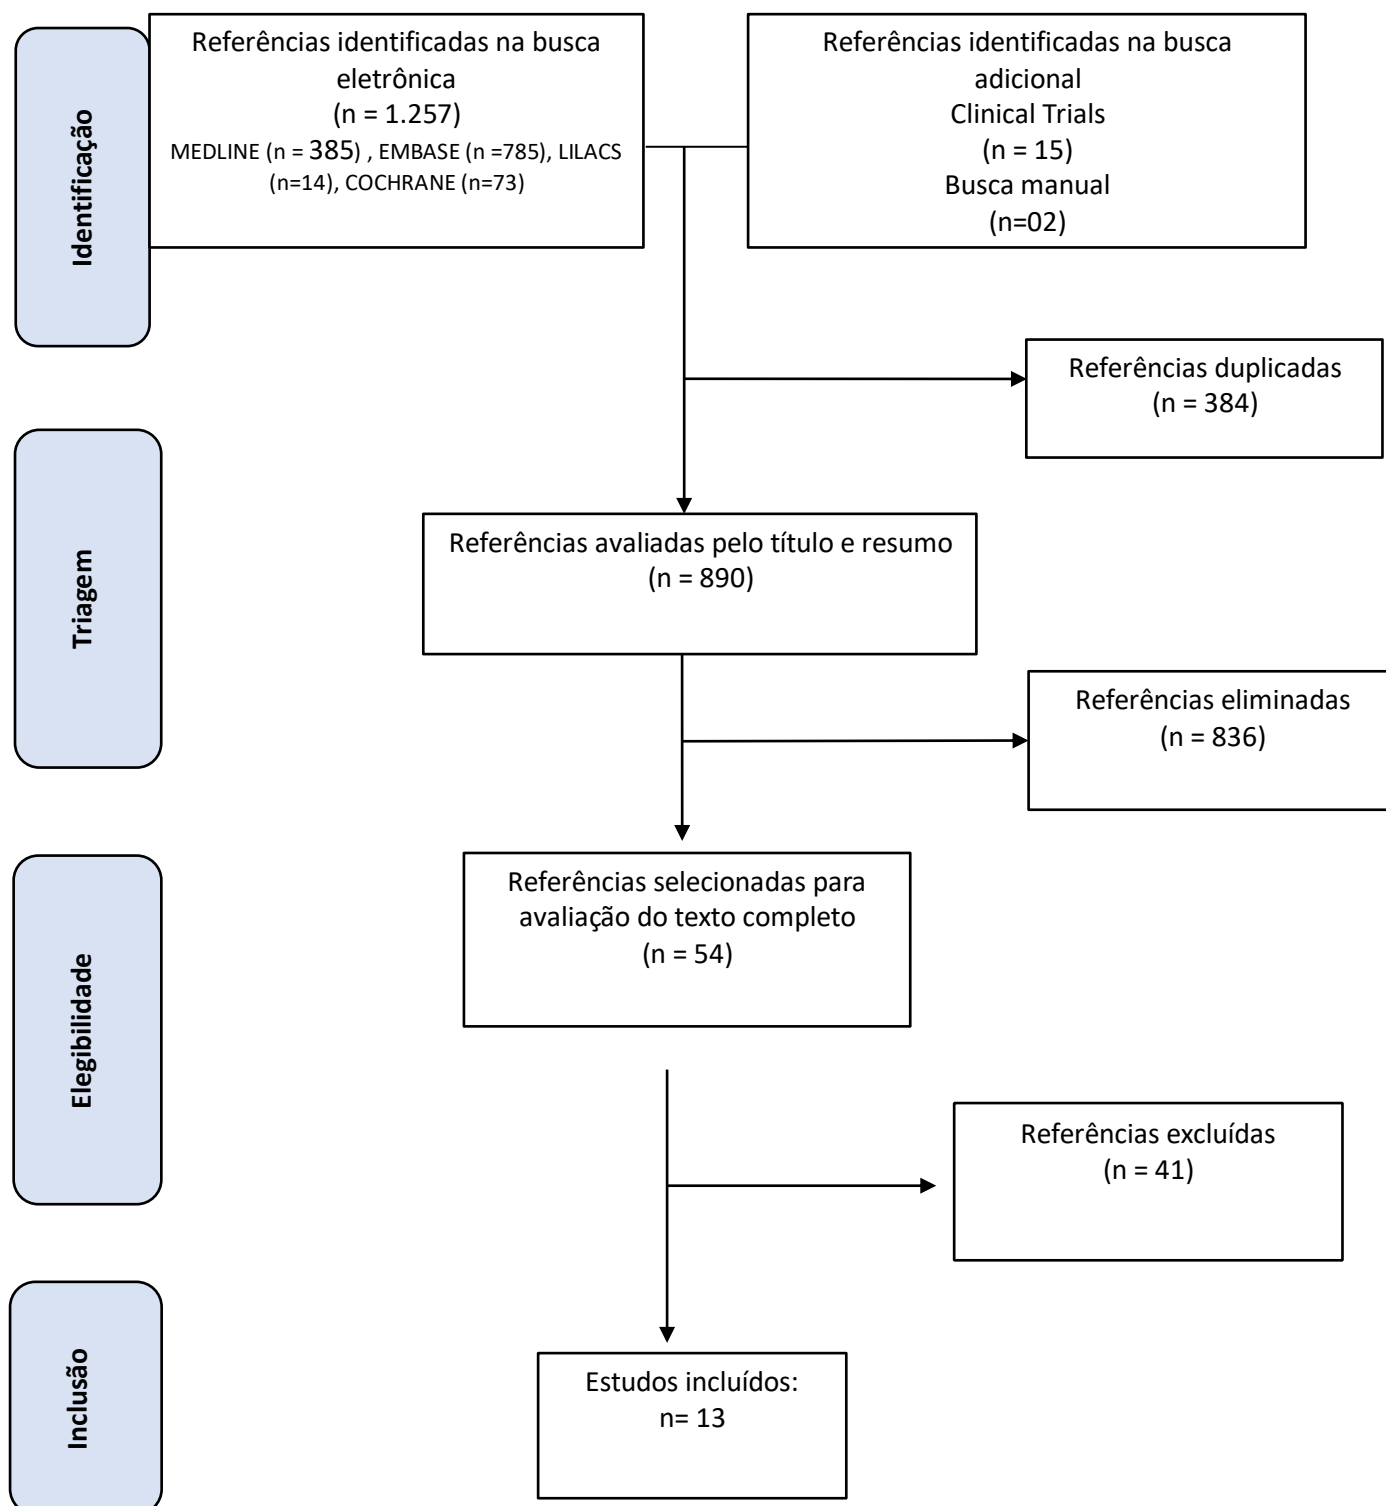 Identificação
Referências identificadas na busca
eletrônica
(n = 1.257)
MEDLINE (n = 385) , EMBASE (n =785), LILACS
(n=14), COCHRANE (n=73)
Referências identificadas na busca
adicional
Clinical Trials
(n = 15)
Busca manual
(n=02)
Referências duplicadas
(n = 384)
Triagem
Referências avaliadas pelo título e resumo
(n = 890)
Referências eliminadas
(n = 836)
Elegibilidade
Referências selecionadas para
avaliação do texto completo
(n = 54)
Referências excluídas
(n = 41)
Inclusão
Estudos incluídos:
n= 13